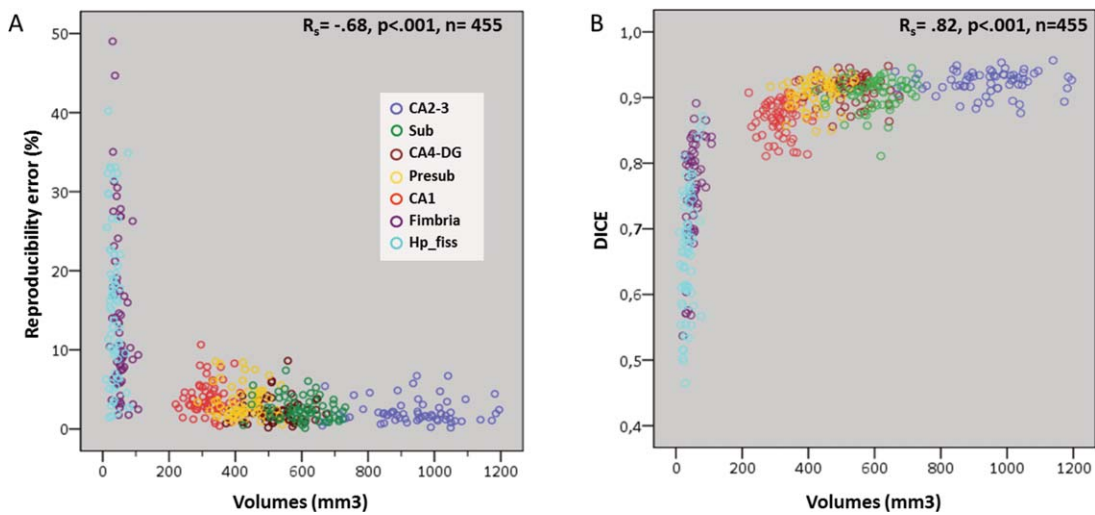 A
R_s= -.68, p<.001, n= 455
Reproducibility error (%)
50
40
30
20
10
0
CA2-3
Sub
CA4-DG
Presub
CA1
Fimbria
Hp_fiss
0 200 400 600 800 1000 1200
Volumes (mm3)
B
R_s= .82, p<.001, n=455
DICE
1,0
0,9
0,8
0,7
0,6
0,5
0,4
0 200 400 600 800 1000 1200
Volumes (mm3)